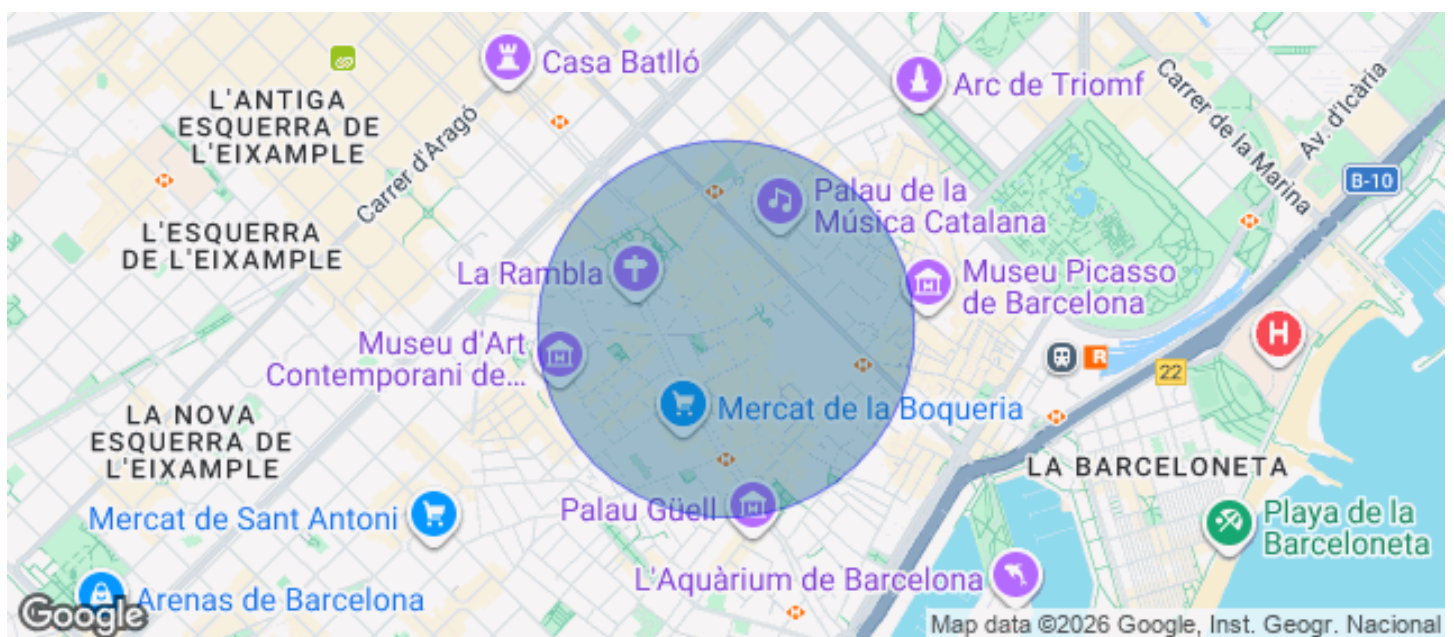 Casa Batlló
Arc de Triomf
Carrer de la Marina
Av. d'Icària
L'ANTIGA
ESQUERRA DE
L'EIXAMPLE
Carrer d'Aragó
B-10
Palau de la
Música Catalana
L'ESQUERRA
DE L'EIXAMPLE
La Rambla
Museu Picasso
de Barcelona
Museu d'Art
Contemporani de...
H
R
22
Mercat de la Boqueria
LA NOVA
ESQUERRA DE
L'EIXAMPLE
LA BARCELONETA
Mercat de Sant Antoni
Palau Güell
Playa de la
Barceloneta
L'Aquàrium de Barcelona
Arenas de Barcelona
Google
Map data ©2026 Google, Inst. Geogr. Nacional